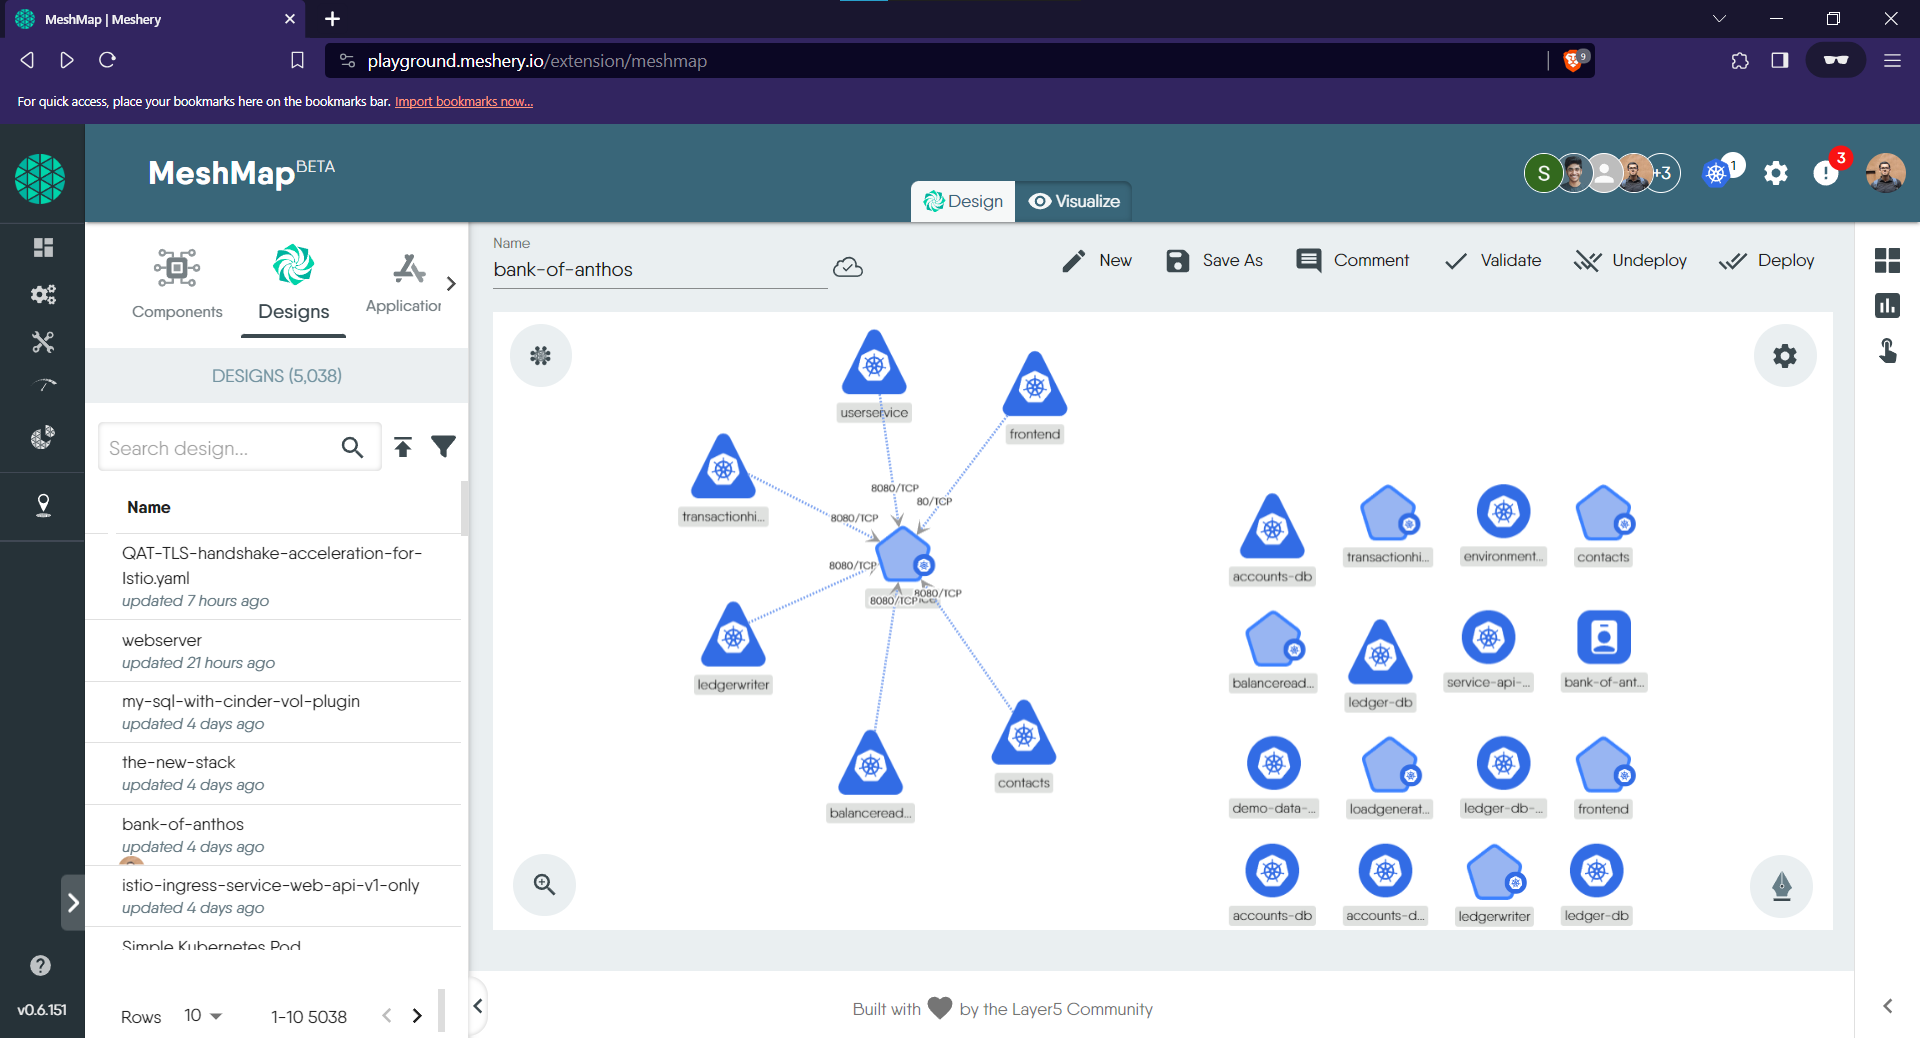 MeshMap | Meshery
playground.meshery.io/extension/meshmap
9
For quick access, place your bookmarks here on the bookmarks bar. Import bookmarks now...
MeshMap BETA
Design
Visualize
S
+3
1
3
Components
Designs
Application
DESIGNS (5,038)
Search design...
Name
QAT-TLS-handshake-acceleration-for-
Istio.yaml
updated 7 hours ago
webserver
updated 21 hours ago
my-sql-with-cinder-vol-plugin
updated 4 days ago
the-new-stack
updated 4 days ago
bank-of-anthos
updated 4 days ago
istio-ingress-service-web-api-v1-only
updated 4 days ago
Simple Kubernetes Pod
Rows 10 1-10 5038
v0.6.151
Name
bank-of-anthos
New
Save As
Comment
Validate
Undeploy
Deploy
userservice
frontend
transactionhi...
8080/TCP
80/TCP
8080/TCP
8080/TCP
8080/TCP
8080/TCP
ledgerwriter
balanceread...
contacts
accounts-db
transactionhi...
environment...
contacts
balanceread...
ledger-db
service-api-...
bank-of-ant...
demo-data-...
loadgenerat...
ledger-db-...
frontend
accounts-db
accounts-d...
ledgerwriter
ledger-db
Built with by the Layer5 Community